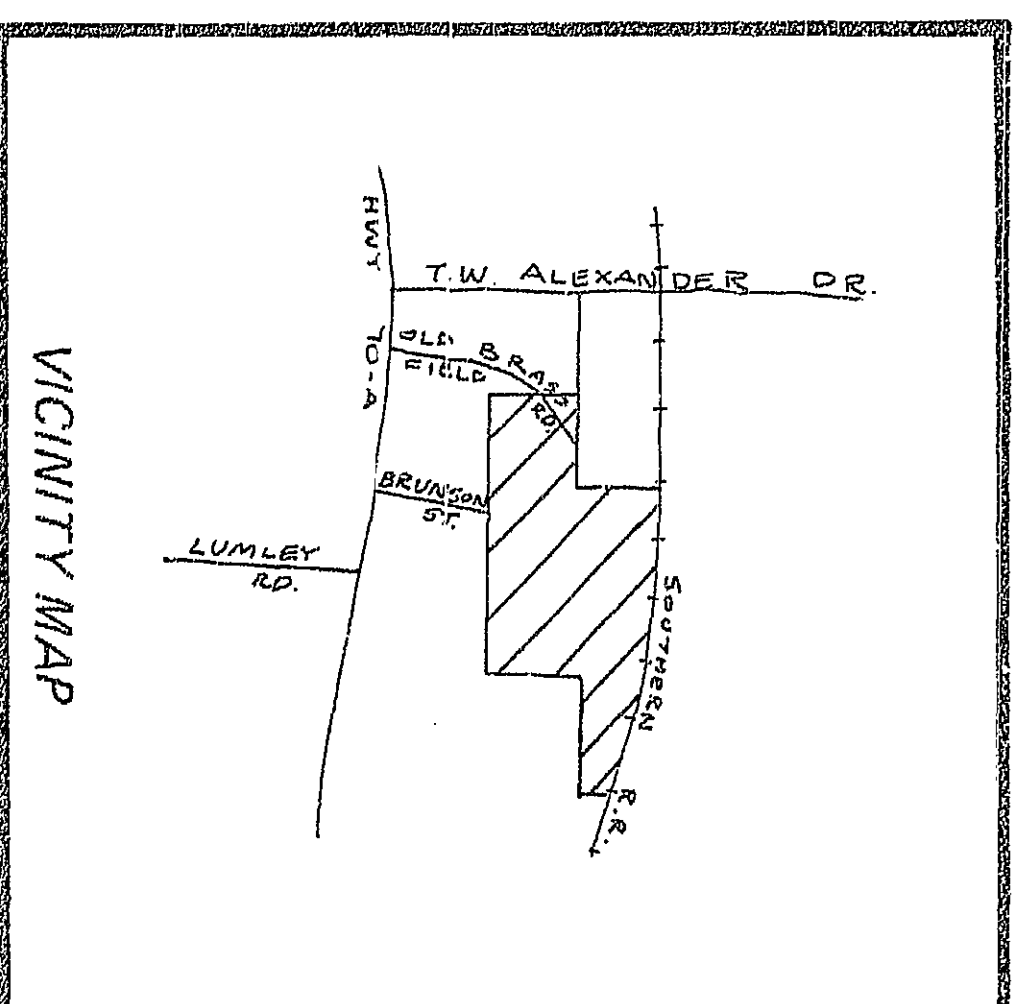 T.W. ALEXANDER DR.
HWY 70-A
OLD BRASS
FIELD RD.
BRUNSON
ST.
LUMLEY
RD.
SOUTHERN R.R.
VICINITY MAP